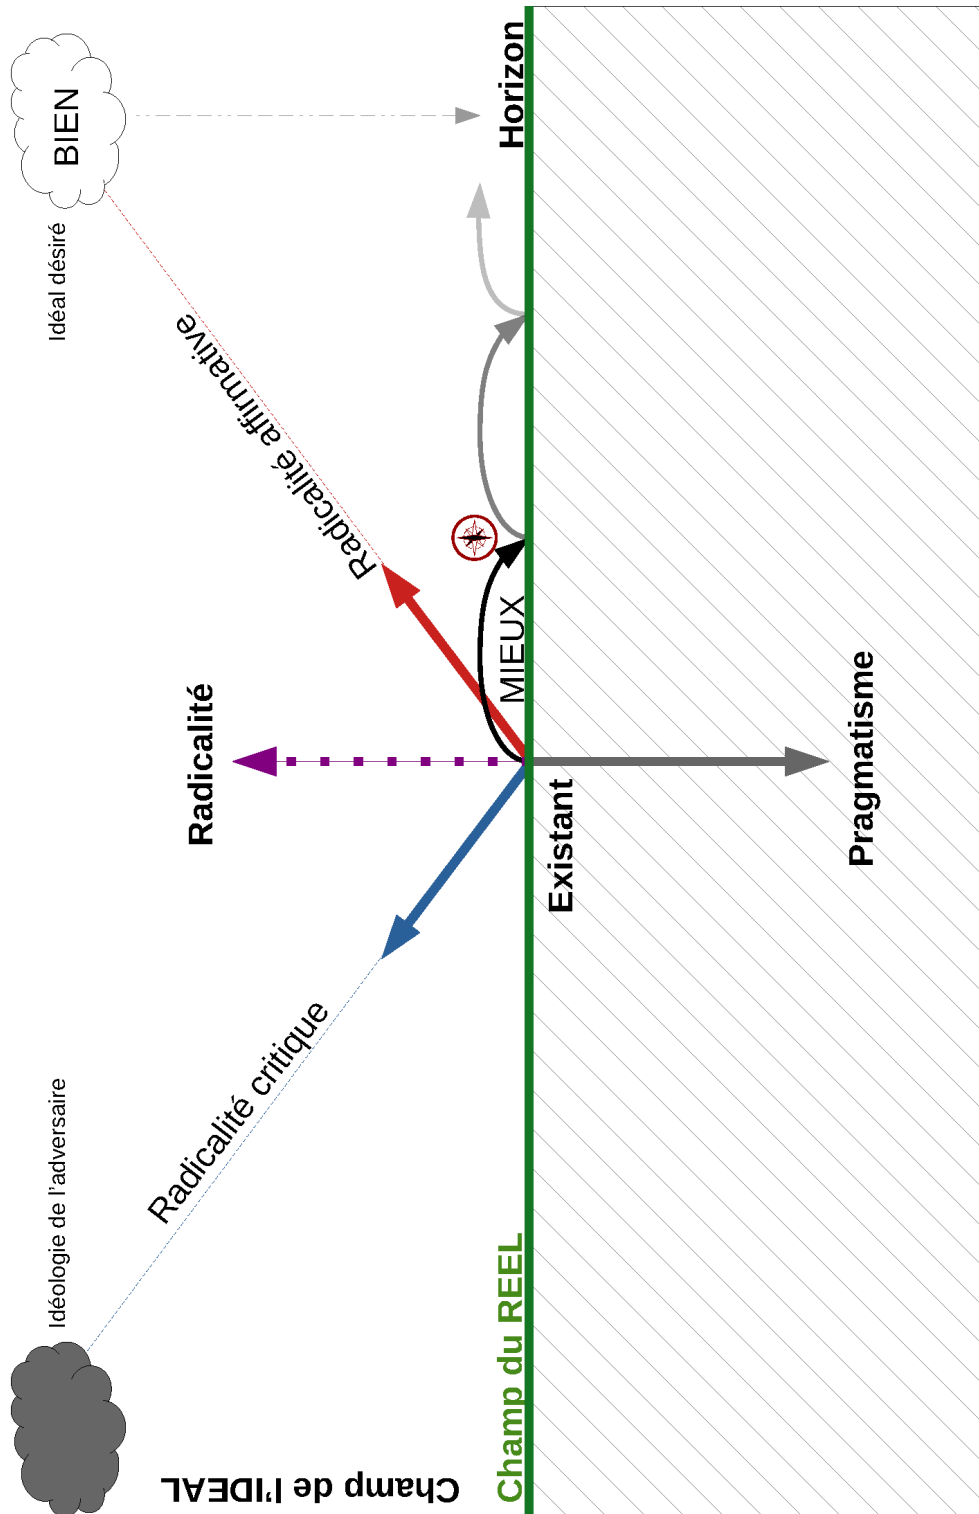 Idéologie de l'adversaire
Idéal désiré
BIEN
Radicalité critique
Radicalité
Radicalité affirmative
Champ de l'IDEAL
Champ du REEL
MIEUX
Horizon
Existant
Pragmatisme